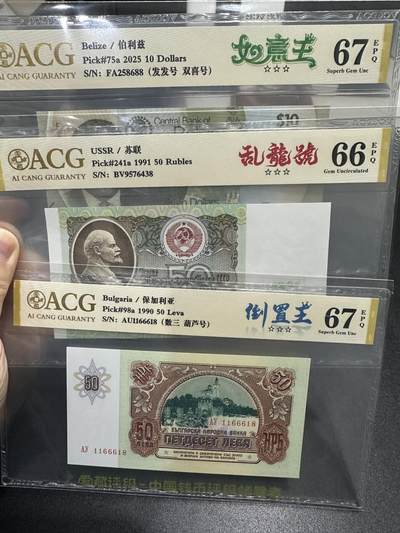 ACG
AI CANG GUARANTY
Belize / 伯利兹
Pick#75a 2025 10 Dollars
S/N: FA258688 (发发号 双喜号)
如意王
☆☆☆
67 EPQ
Superb Gem Unc
Central Bank of
$10
ACG
AI CANG GUARANTY
USSR / 苏联
Pick#241a 1991 50 Rubles
S/N: BV9576438
乱龍號
☆☆☆
66 EPQ
Gem Uncirculated
50
ACG
AI CANG GUARANTY
Bulgaria / 保加利亚
Pick#98a 1990 50 Leva
S/N: AU1166618 (数三 葫芦号)
倒置王
☆☆☆
67 EPQ
Superb Gem Unc
50
50
БЪЛГАРСКА НАРОДНА БАНКА
50 ПЕТДЕСЕТ ЛЕВА
ЛЕВА
НРБ
АУ 1166618
АУ 1166618